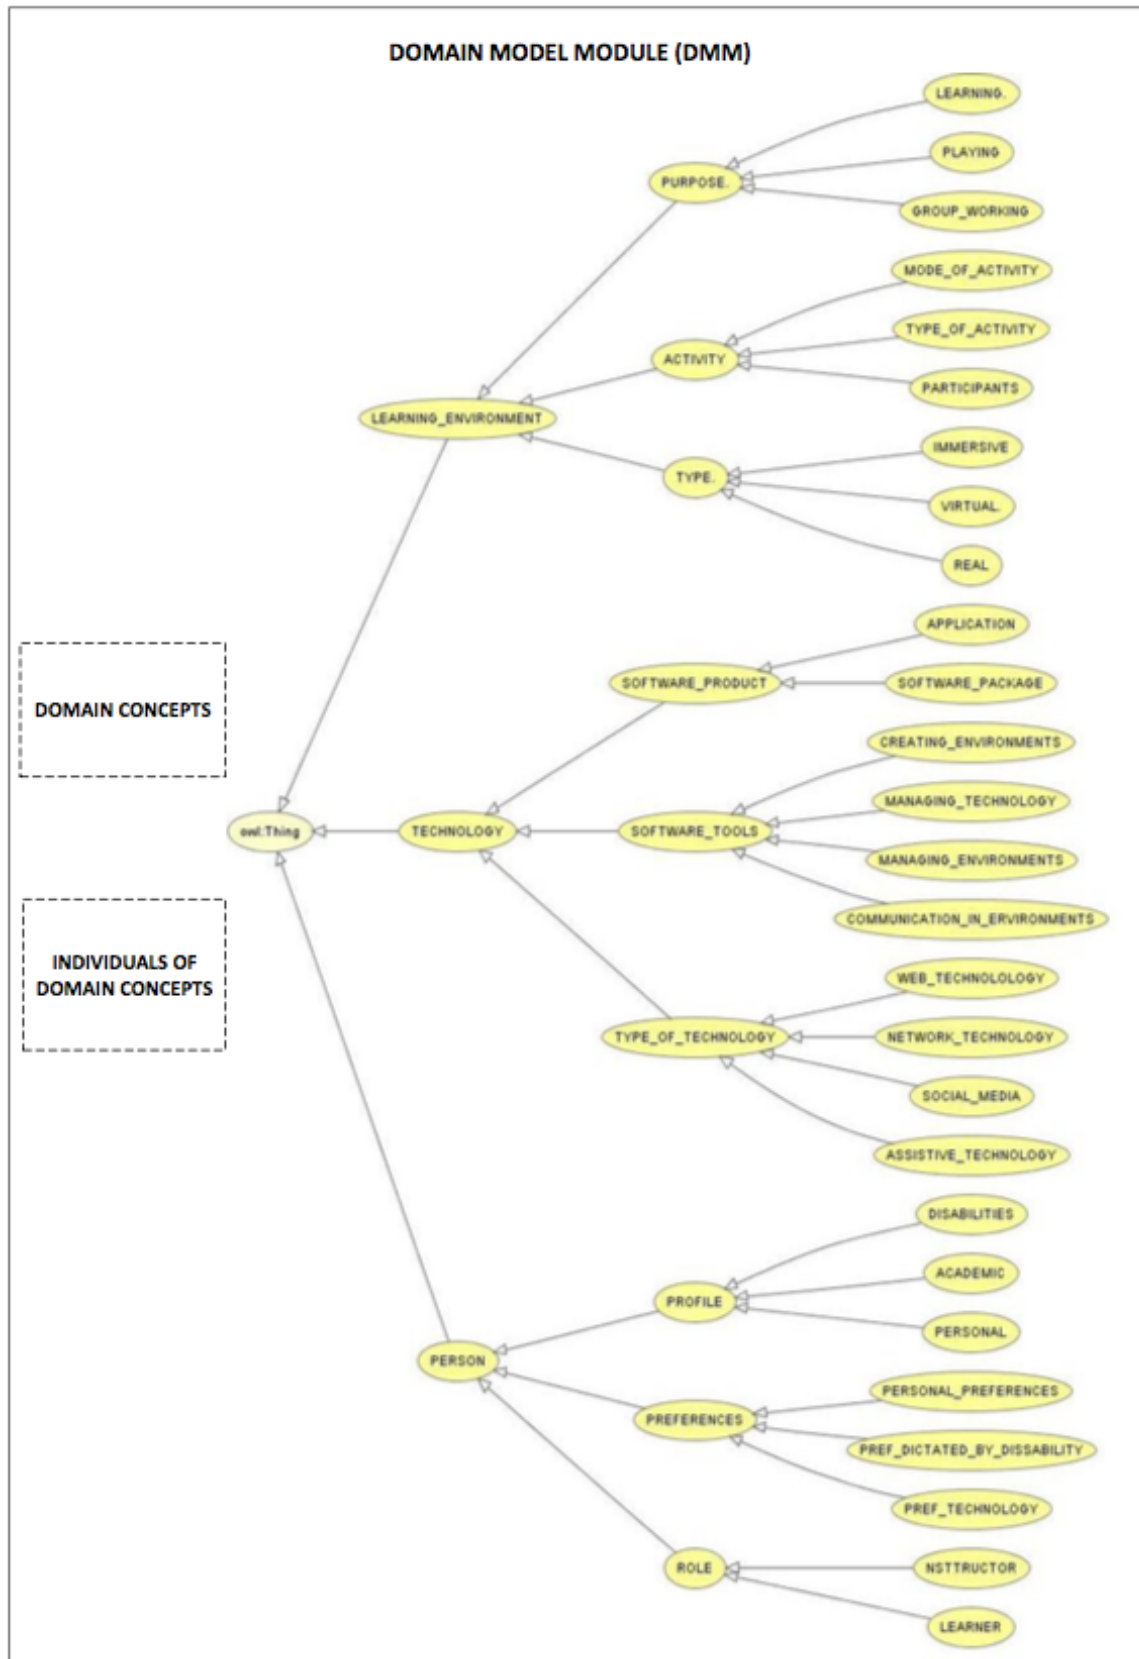 DOMAIN MODEL MODULE (DMM)
LEARNING.
PLAYING
PURPOSE.
GROUP_WORKING
MODE_OF_ACTIVITY
TYPE_OF_ACTIVITY
ACTIVITY
PARTICIPANTS
LEARNING_ENVIRONMENT
IMMERSIVE
TYPE.
VIRTUAL.
REAL
APPLICATION
SOFTWARE_PRODUCT
SOFTWARE_PACKAGE
DOMAIN CONCEPTS
CREATING_ENVIRONMENTS
MANAGING_TECHNOLOGY
owl:Thing
TECHNOLOGY
SOFTWARE_TOOLS
MANAGING_ENVIRONMENTS
COMMUNICATION_IN_ERVIRONMENTS
INDIVIDUALS OF
DOMAIN CONCEPTS
WEB_TECHNOLOLOGY
TYPE_OF_TECHNOLOGY
NETWORK_TECHNOLOGY
SOCIAL_MEDIA
ASSISTIVE_TECHNOLOGY
DISABILITIES
ACADEMIC
PROFILE
PERSONAL
PERSON
PERSONAL_PREFERENCES
PREFERENCES
PREF_DICTATED_BY_DISSABILITY
PREF_TECHNOLOGY
ROLE
NSTTRUCTOR
LEARNER